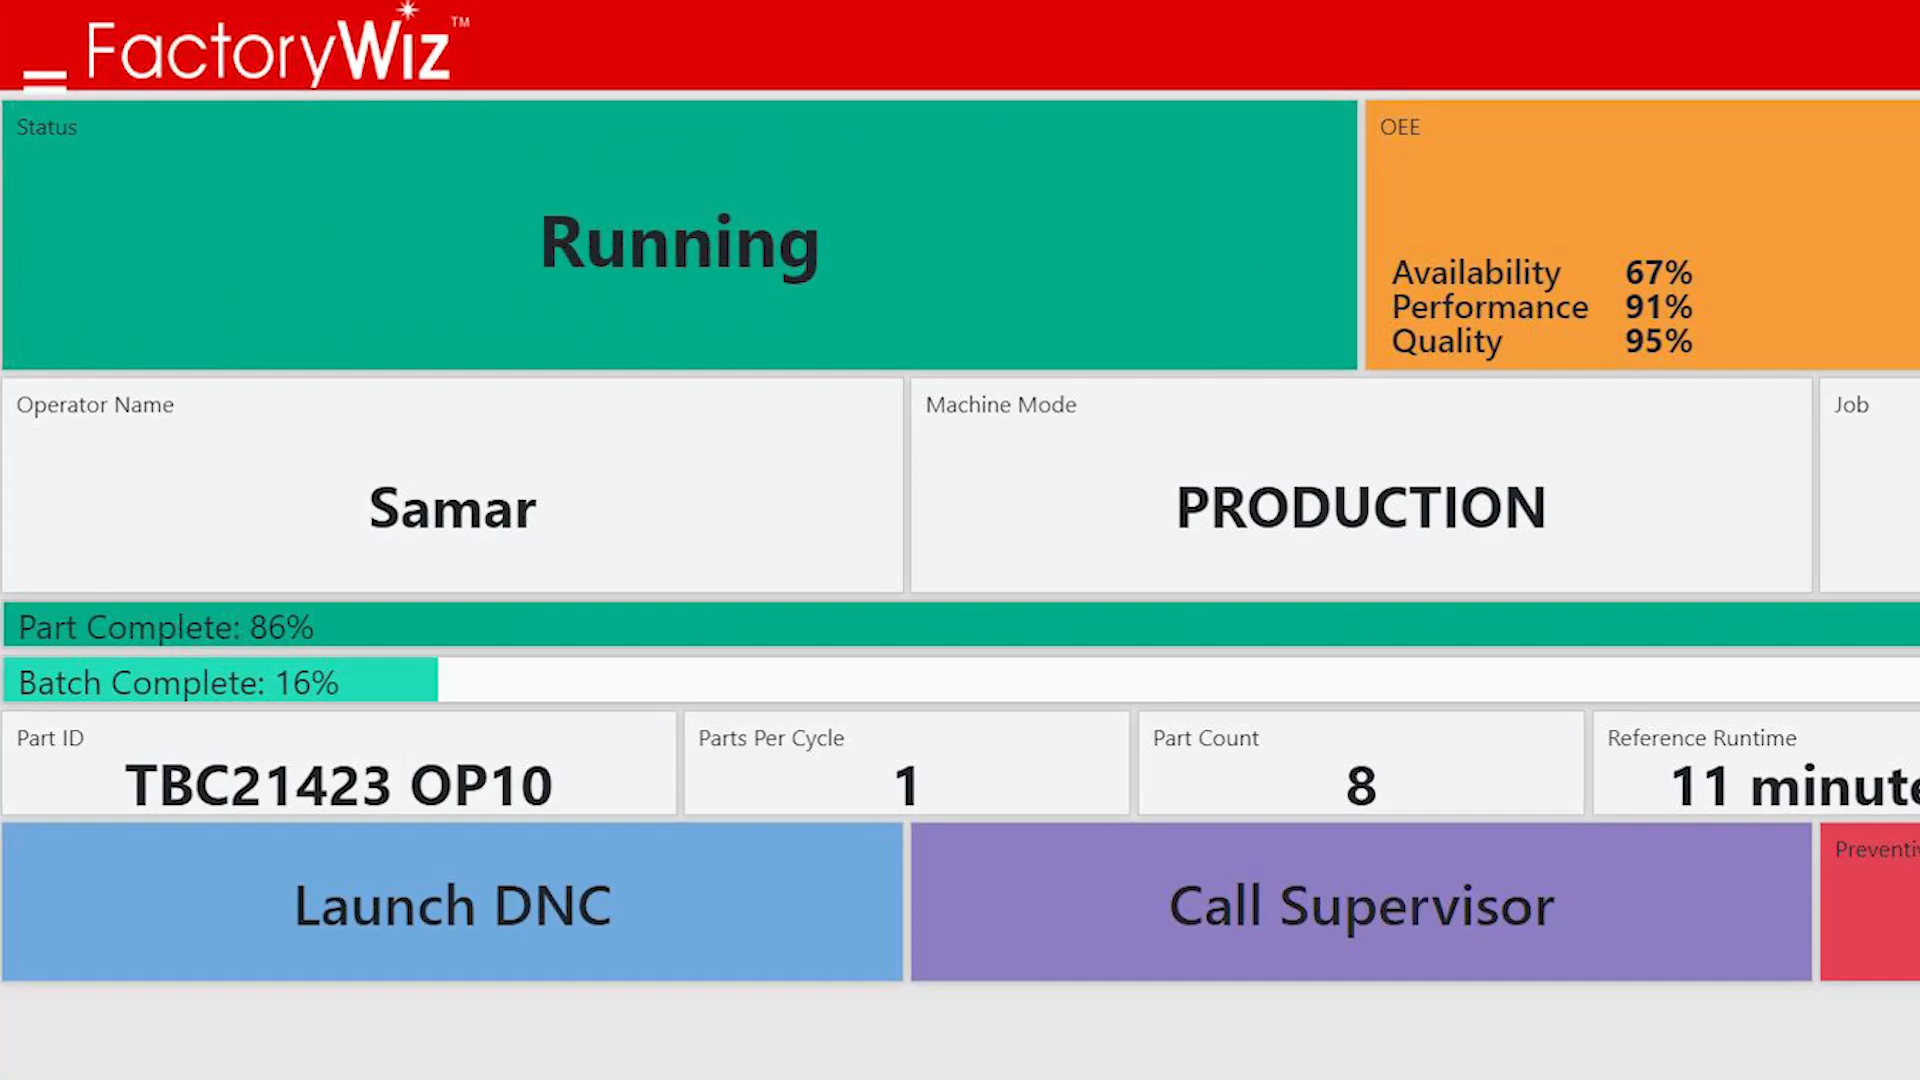 FactoryWiz™
Status
Running
OEE
Availability 67%
Performance 91%
Quality 95%
Operator Name
Samar
Machine Mode
PRODUCTION
Job
Part Complete: 86%
Batch Complete: 16%
Part ID
TBC21423 OP10
Parts Per Cycle
1
Part Count
8
Reference Runtime
11 minute
Preventiv
Launch DNC
Call Supervisor